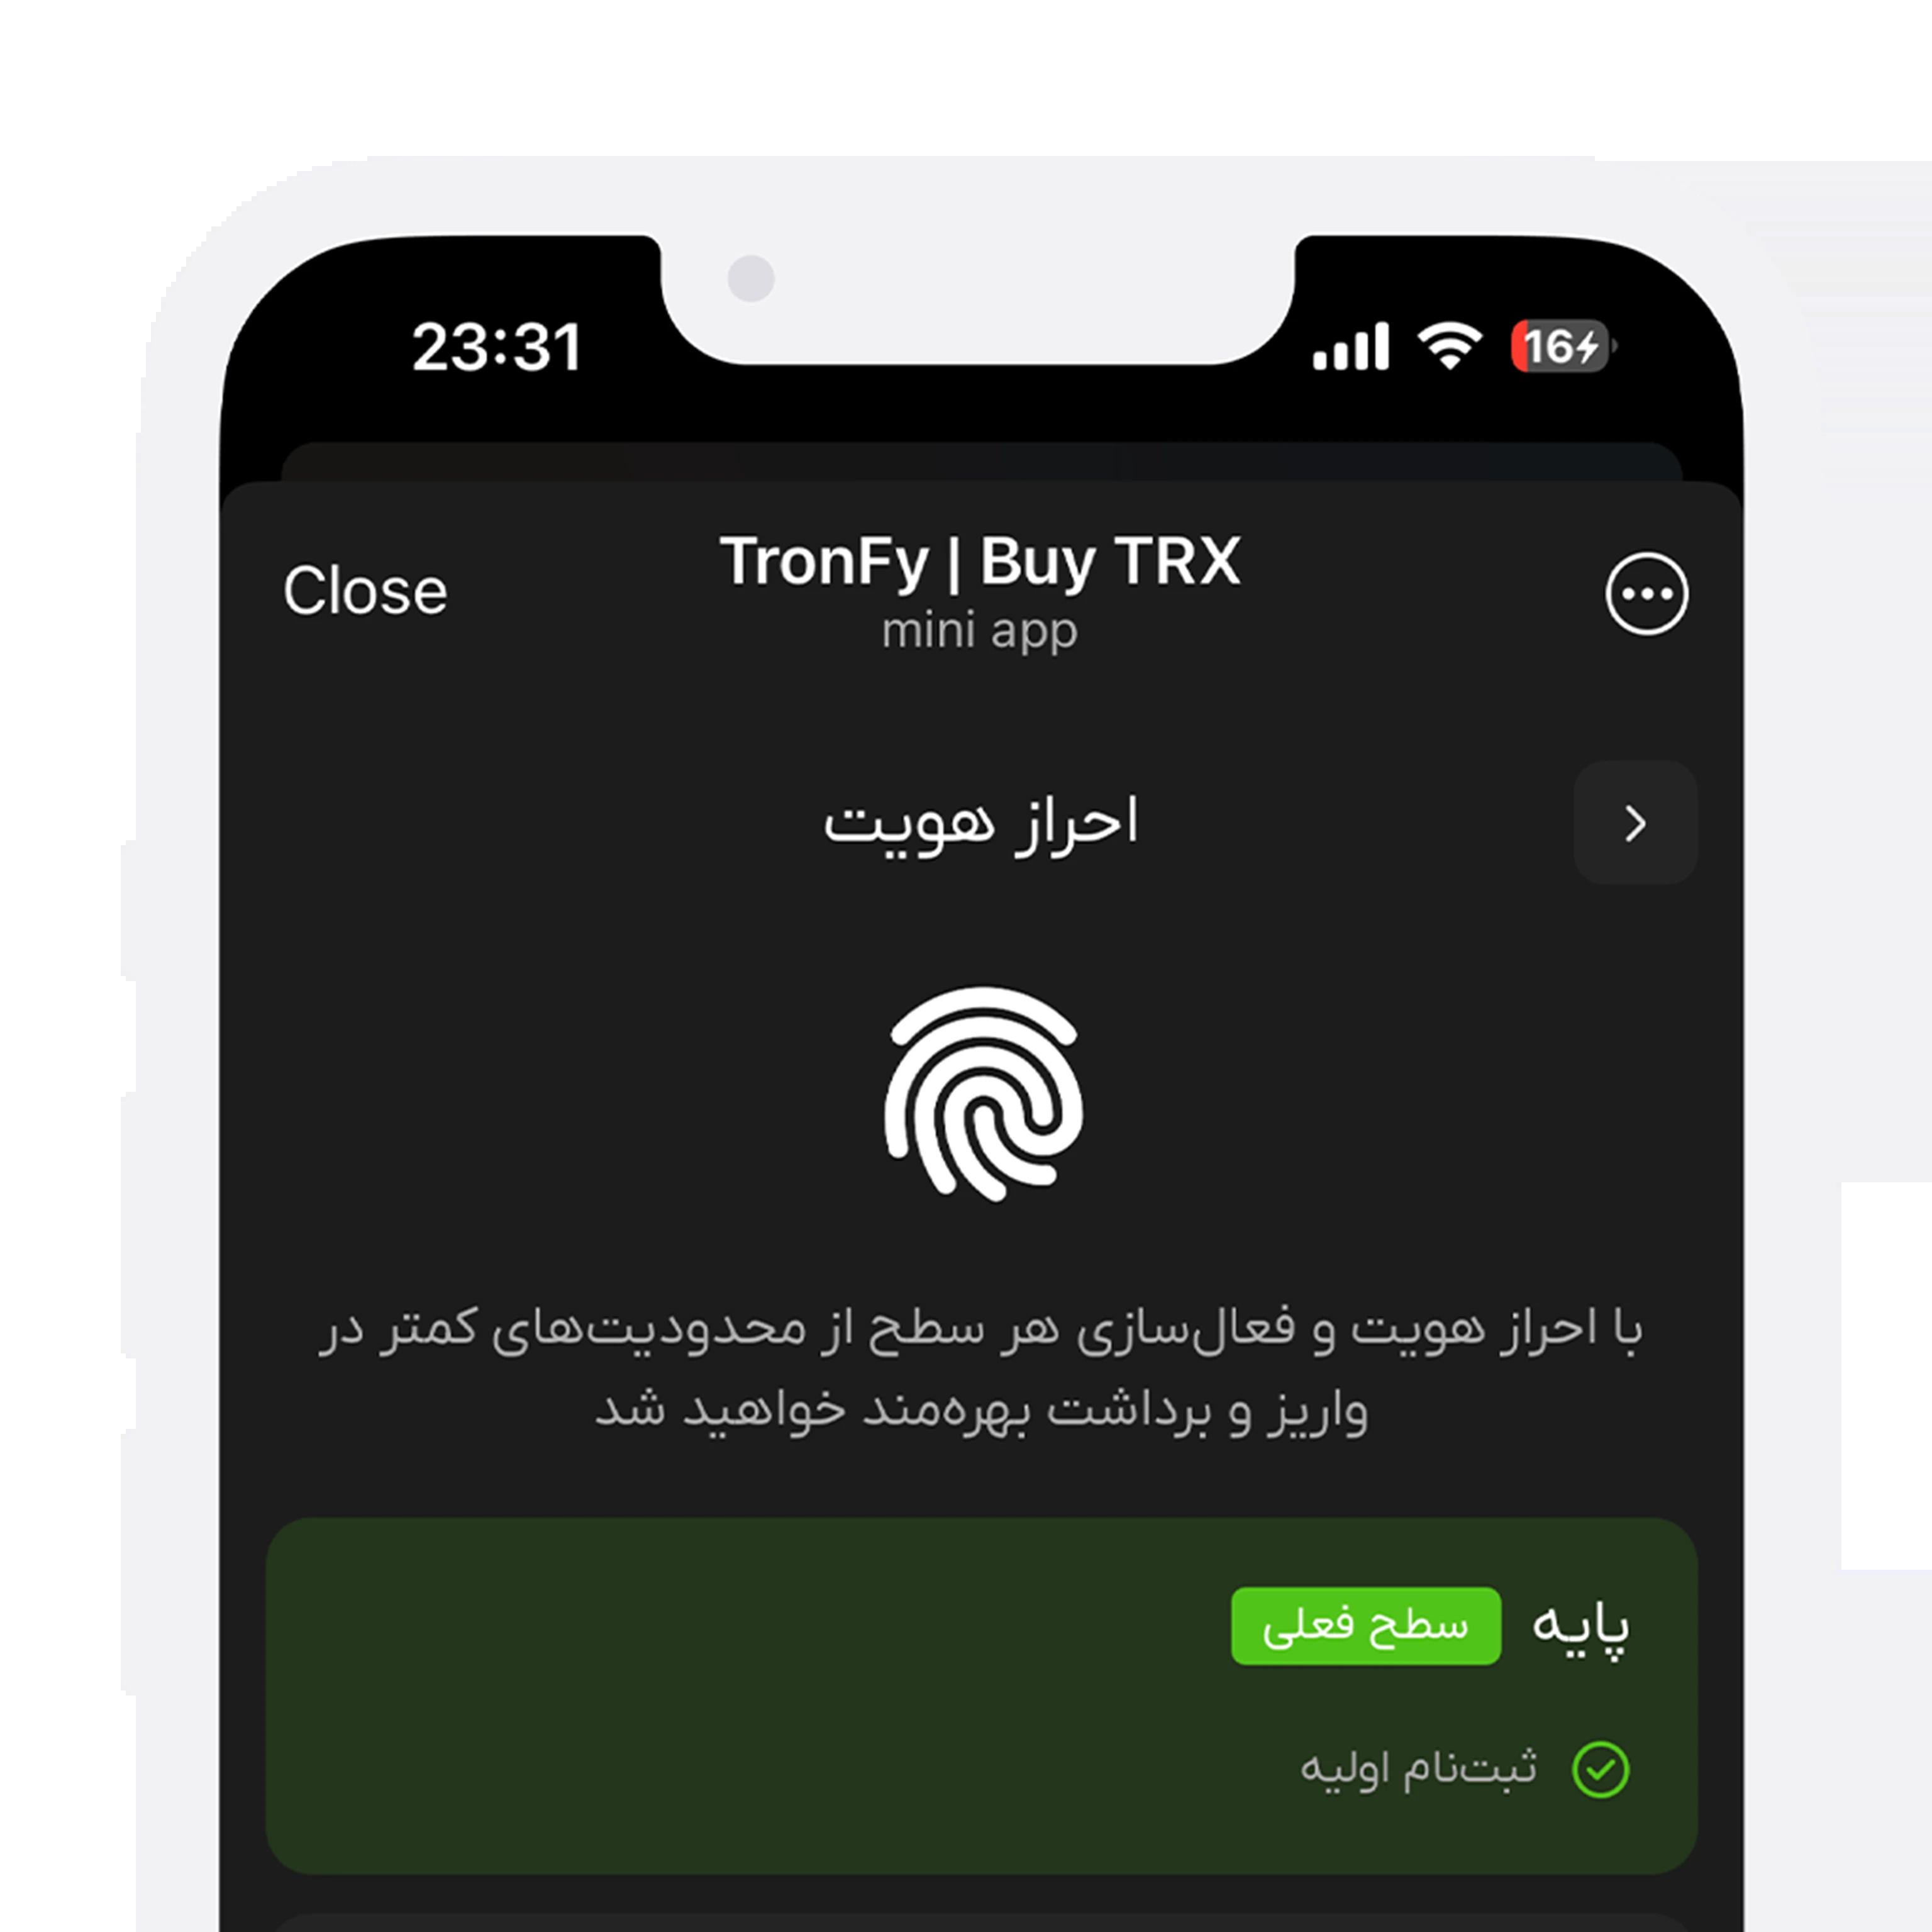 23:31
16
Close
TronFy | Buy TRX
mini app
احراز هویت
با احراز هویت و فعال‌سازی هر سطح از محدودیت‌های کمتر در
واریز و برداشت بهره‌مند خواهید شد
پایه سطح فعلی
ثبت‌نام اولیه